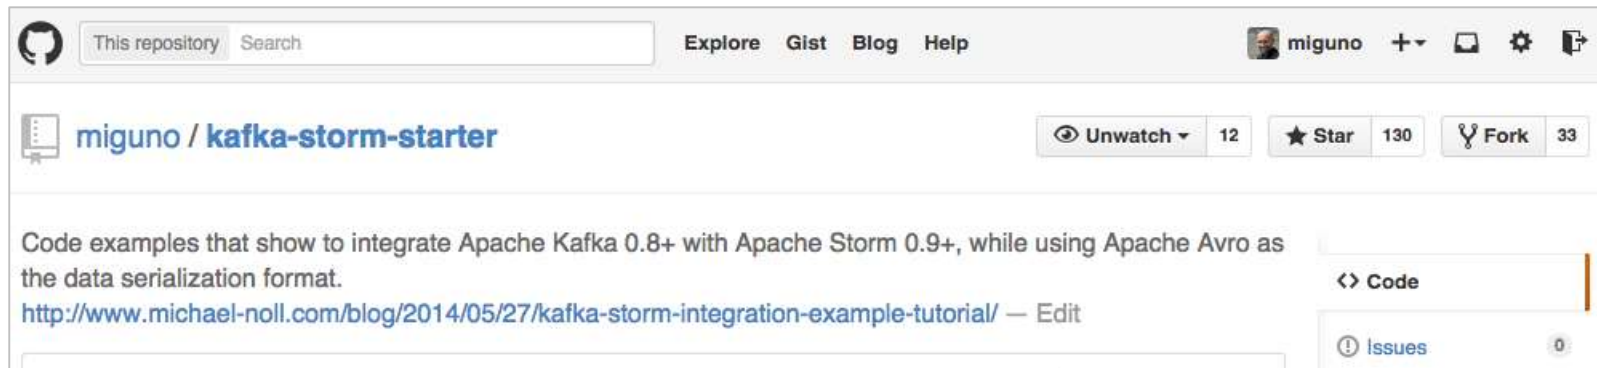 This repository Search Explore Gist Blog Help miguno
miguno / kafka-storm-starter Unwatch 12 Star 130 Fork 33
Code examples that show to integrate Apache Kafka 0.8+ with Apache Storm 0.9+, while using Apache Avro as
the data serialization format.
http://www.michael-noll.com/blog/2014/05/27/kafka-storm-integration-example-tutorial/ — Edit
<> Code
Issues 0